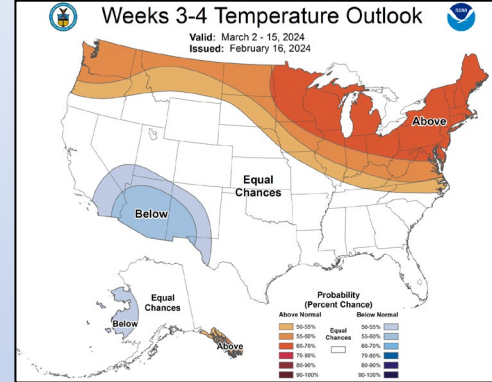 Weeks 3-4 Temperature Outlook
Valid: March 2 - 15, 2024
Issued: February 16, 2024
NOAA
Above
Equal
Chances
Below
Equal
Chances
Below
Above
Probability
(Percent Chance)
Above Normal
Below Normal
Equal
Chances
50-55%
55-60%
60-70%
70-80%
80-90%
90-100%
50-55%
55-60%
60-70%
70-80%
80-90%
90-100%